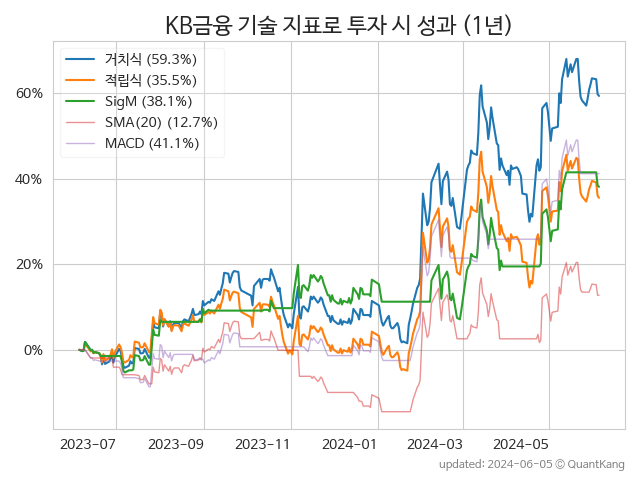 KB금융 기술 지표로 투자 시 성과 (1년)
거치식 (59.3%)
적립식 (35.5%)
SigM (38.1%)
SMA(20) (12.7%)
MACD (41.1%)
60%
40%
20%
0%
2023-07 2023-09 2023-11 2024-01 2024-03 2024-05
updated: 2024-06-05 © QuantKang